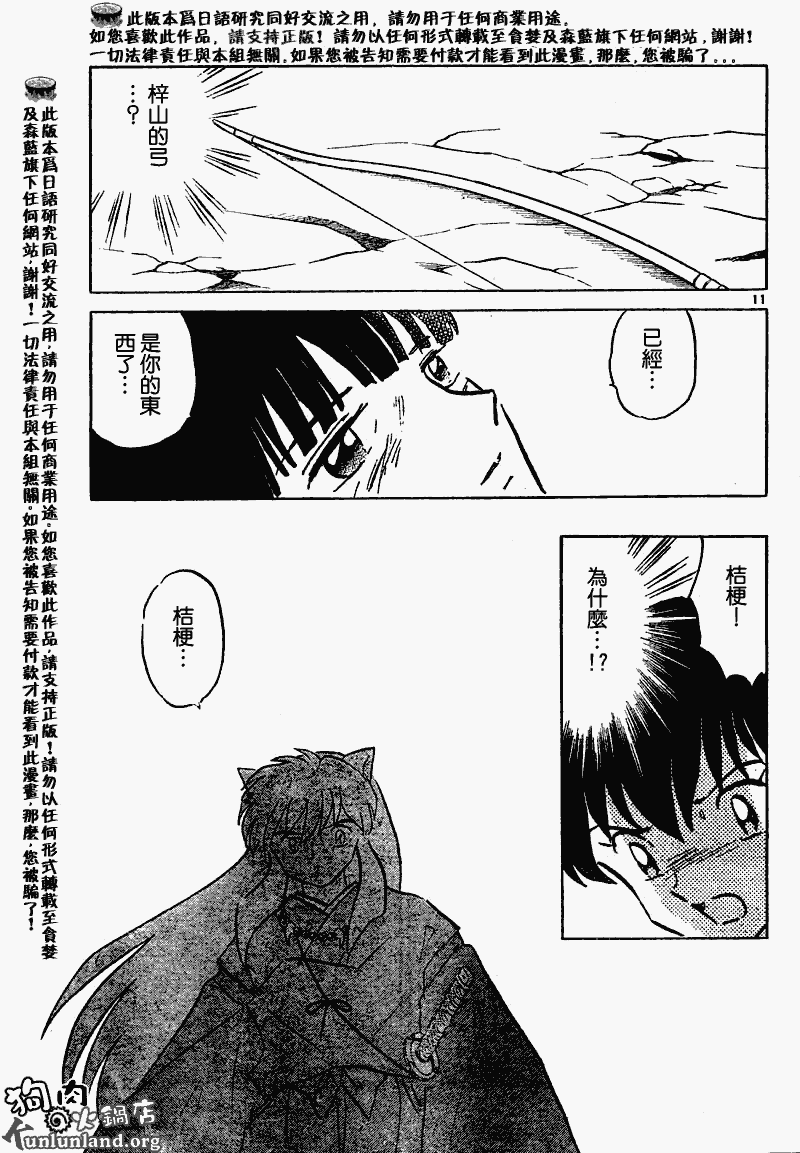 此版本爲日語研究同好交流之用，請勿用于任何商業用途。
如您喜歡此作品，請支持正版！請勿以任何形式轉載至貪婪及森藍旗下任何網站，謝謝！
一切法律責任與本組無關。如果您被告知需要付款才能看到此漫畫，那麼，您被騙了...
此版本爲日語研究同好交流之用，請勿用于任何商業用途。如您喜歡此作品，請支持正版！請勿以任何形式轉載至貪婪
及森藍旗下任何網站，謝謝！一切法律責任與本組無關。如果您被告知需要付款才能看到此漫畫，那麼，您被騙了！
梓山的弓
…？
11
已經…
是你的東
西了…
桔梗！
為什麼…！？
桔梗…
狗肉火鍋店
Kunlunland.org